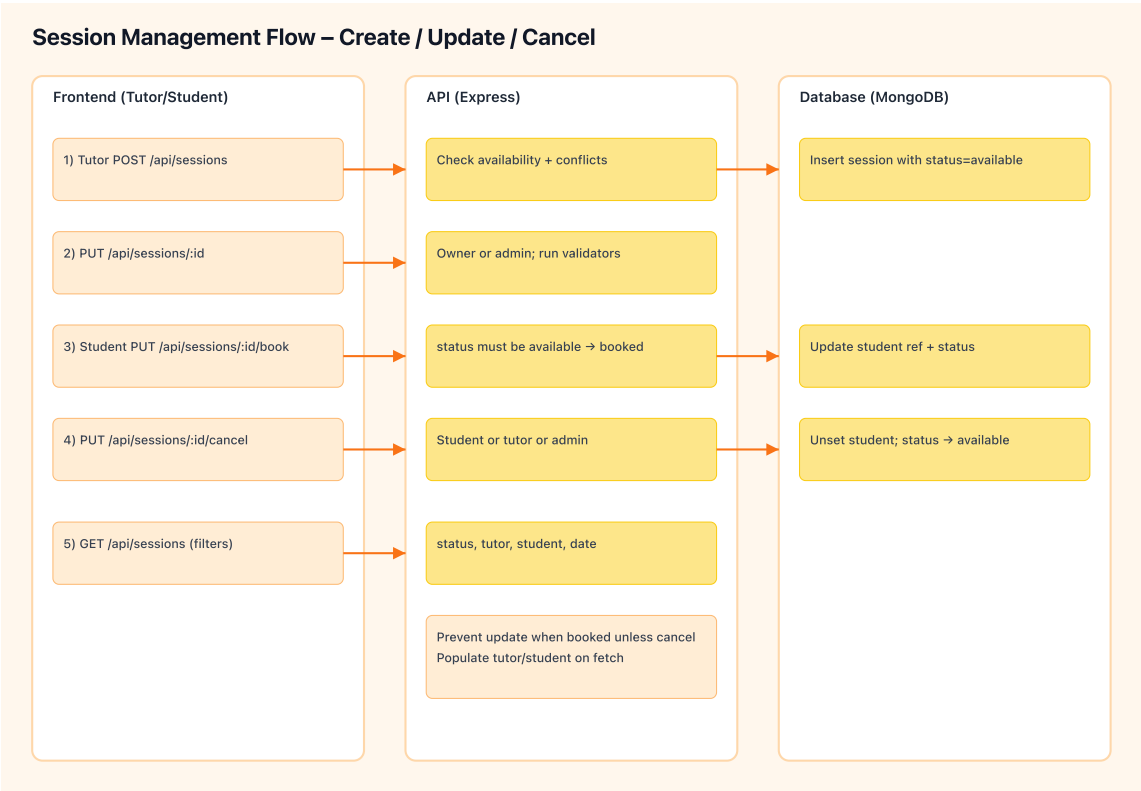 Session Management Flow – Create / Update / Cancel
Frontend (Tutor/Student)
1) Tutor POST /api/sessions
2) PUT /api/sessions/:id
3) Student PUT /api/sessions/:id/book
4) PUT /api/sessions/:id/cancel
5) GET /api/sessions (filters)
API (Express)
Check availability + conflicts
Owner or admin; run validators
status must be available → booked
Student or tutor or admin
status, tutor, student, date
Prevent update when booked unless cancel
Populate tutor/student on fetch
Database (MongoDB)
Insert session with status=available
Update student ref + status
Unset student; status → available